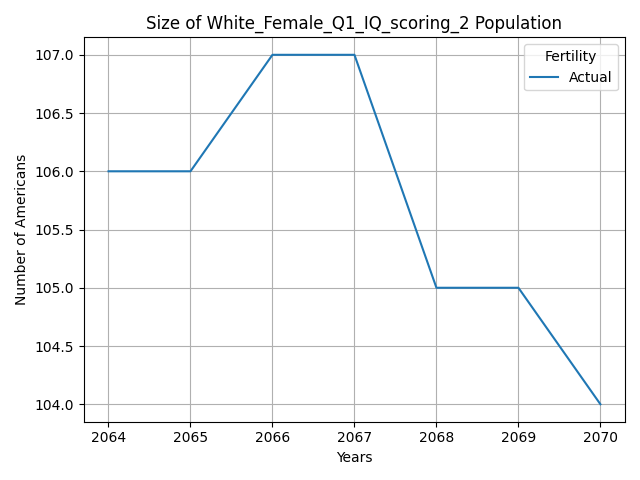 Size of White_Female_Q1_IQ_scoring_2 Population
Fertility
Actual
Number of Americans
107.0
106.5
106.0
105.5
105.0
104.5
104.0
2064 2065 2066 2067 2068 2069 2070
Years